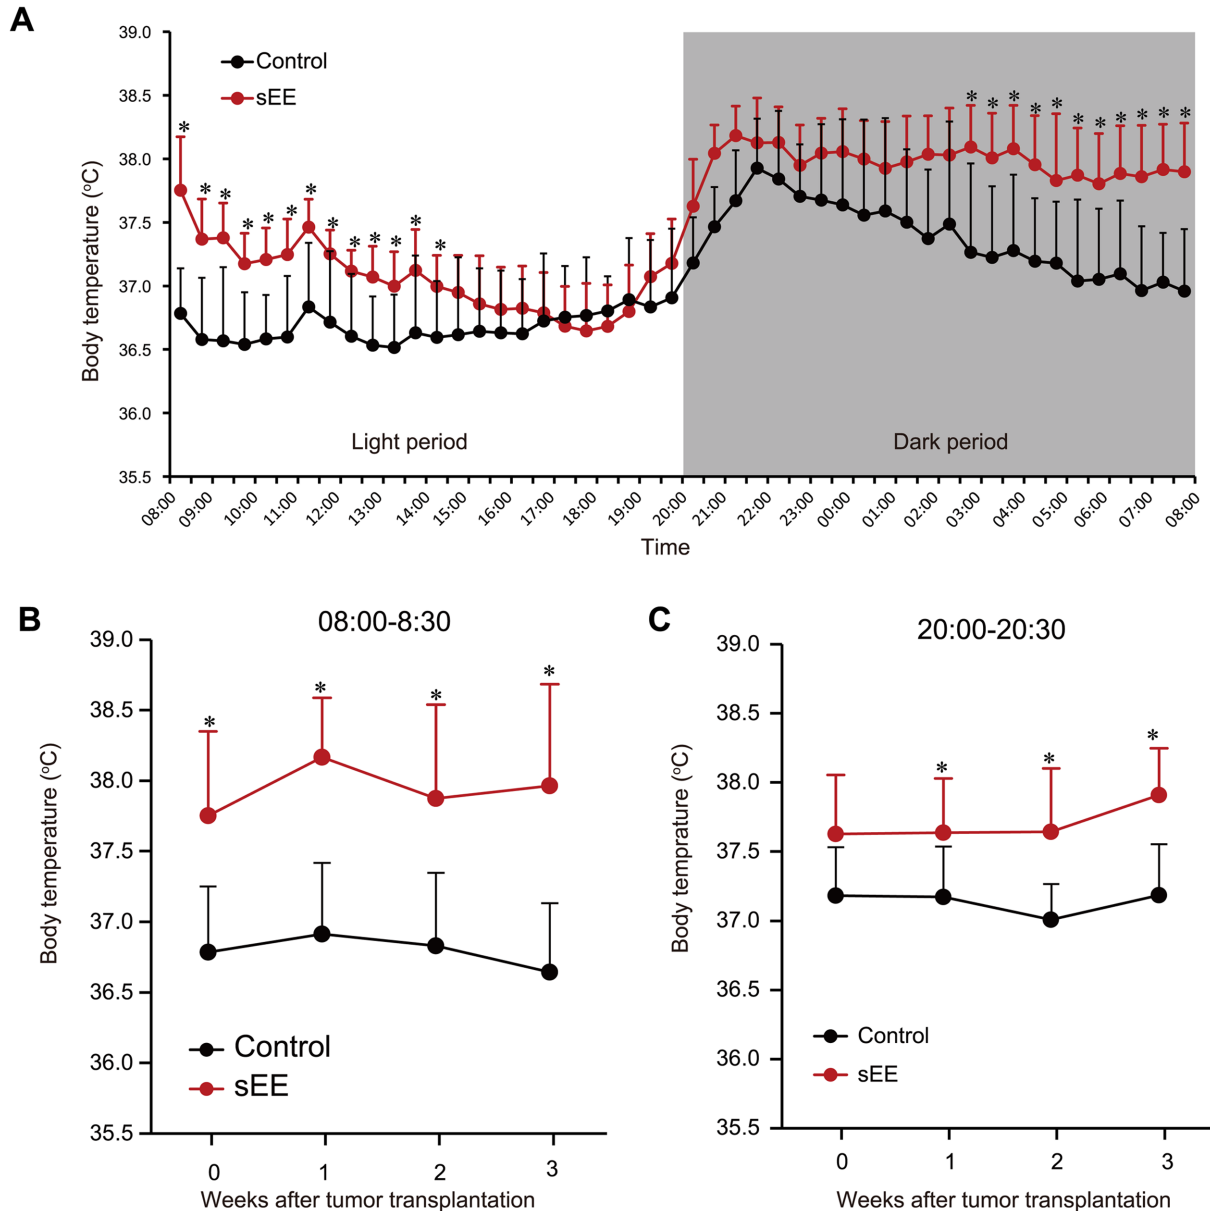 A
39.0
38.5
38.0
37.5
37.0
36.5
36.0
35.5
Body temperature (°C)
Control
sEE
* * * * * * * * * * * * *
* * * * * * * * * * *
Light period
Dark period
08:00 09:00 10:00 11:00 12:00 13:00 14:00 15:00 16:00 17:00 18:00 19:00 20:00 21:00 22:00 23:00 00:00 01:00 02:00 03:00 04:00 05:00 06:00 07:00 08:00
Time
B
08:00-8:30
39.0
38.5
38.0
37.5
37.0
36.5
36.0
35.5
Body temperature (°C)
* * * *
Control
sEE
0 1 2 3
Weeks after tumor transplantation
C
20:00-20:30
39.0
38.5
38.0
37.5
37.0
36.5
36.0
35.5
Body temprature (°C)
* * *
Control
sEE
0 1 2 3
Weeks after tumor transplantation